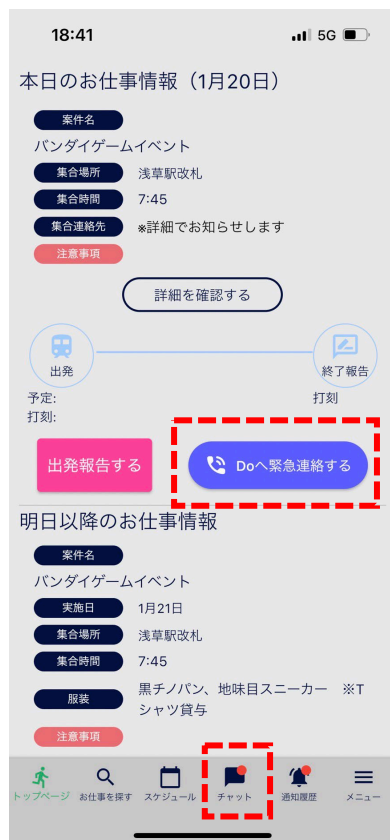 18:41
5G
本日のお仕事情報（1月20日）
案件名
バンダイゲームイベント
集合場所 浅草駅改札
集合時間 7:45
集合連絡先 ※詳細でお知らせします
注意事項
詳細を確認する
出発 終了報告
予定: 打刻
打刻:
出発報告する Doへ緊急連絡する
明日以降のお仕事情報
案件名
バンダイゲームイベント
実施日 1月21日
集合場所 浅草駅改札
集合時間 7:45
服装 黒チノパン、地味目スニーカー ※T
シャツ貸与
注意事項
トップページ お仕事を探す スケジュール チャット 通知履歴 メニュー